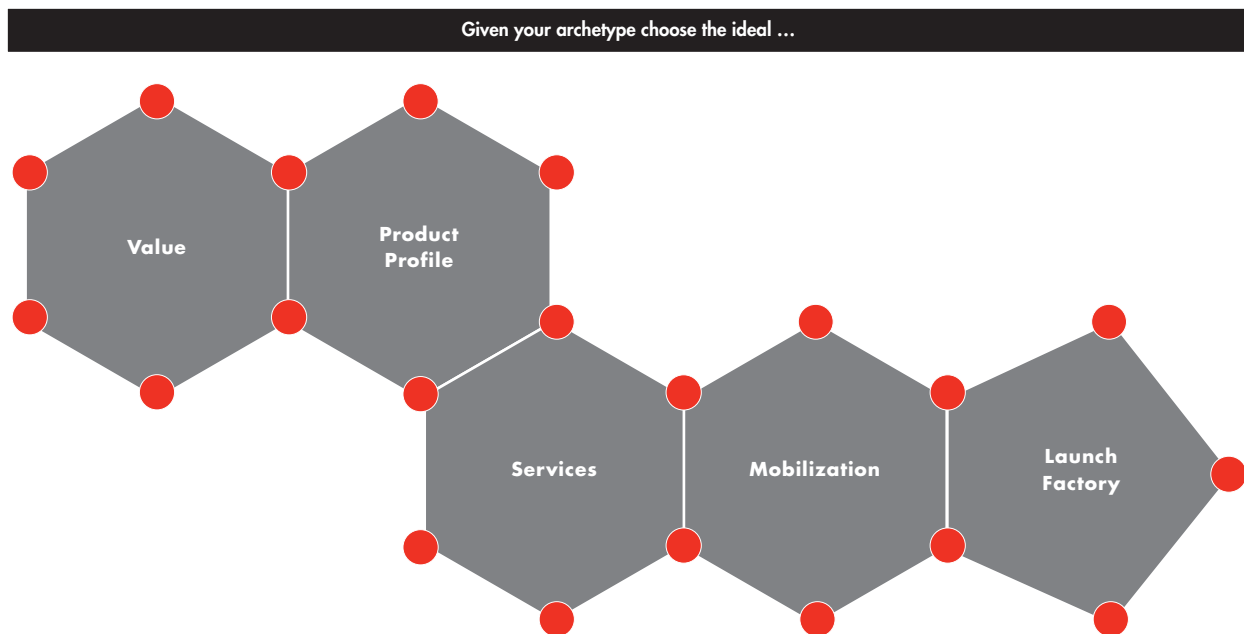 Given your archetype choose the ideal ...
Value
Product
Profile
Services
Mobilization
Launch
Factory